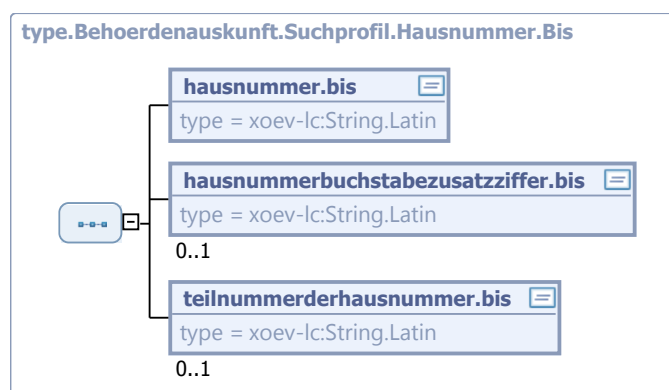 type.Behoerdenauskunft.Suchprofil.Hausnummer.Bis
hausnummer.bis
type = xoev-lc:String.Latin
hausnummerbuchstabezusatzziffer.bis
type = xoev-lc:String.Latin
0..1
teilnummerderhausnummer.bis
type = xoev-lc:String.Latin
0..1